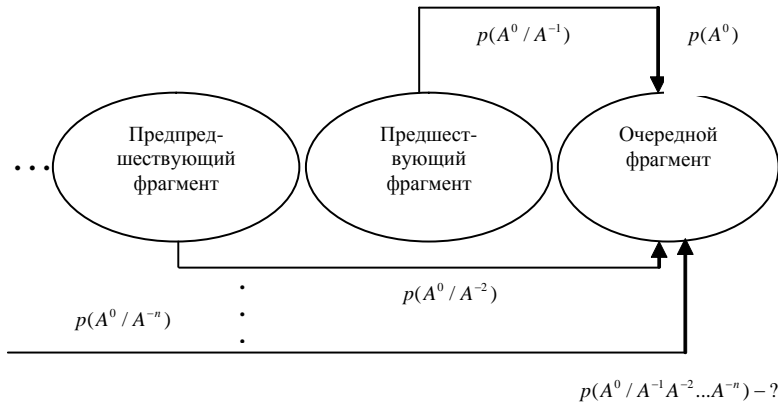 p(A⁰ / A⁻¹)
p(A⁰)
Предпред-
шествующий
фрагмент
Предшест-
вующий
фрагмент
Очередной
фрагмент
...
p(A⁰ / A⁻²)
p(A⁰ / A⁻ⁿ)
p(A⁰ / A⁻¹A⁻²...A⁻ⁿ) – ?